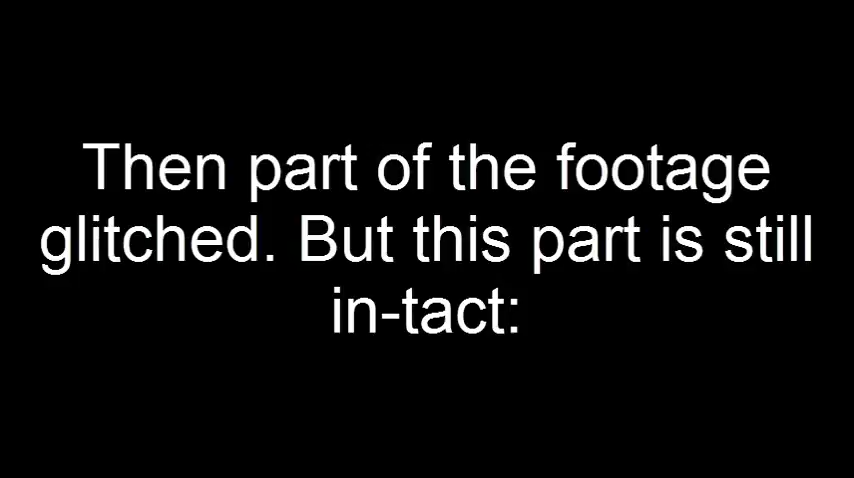 Then part of the footage
glitched. But this part is still
in-tact: